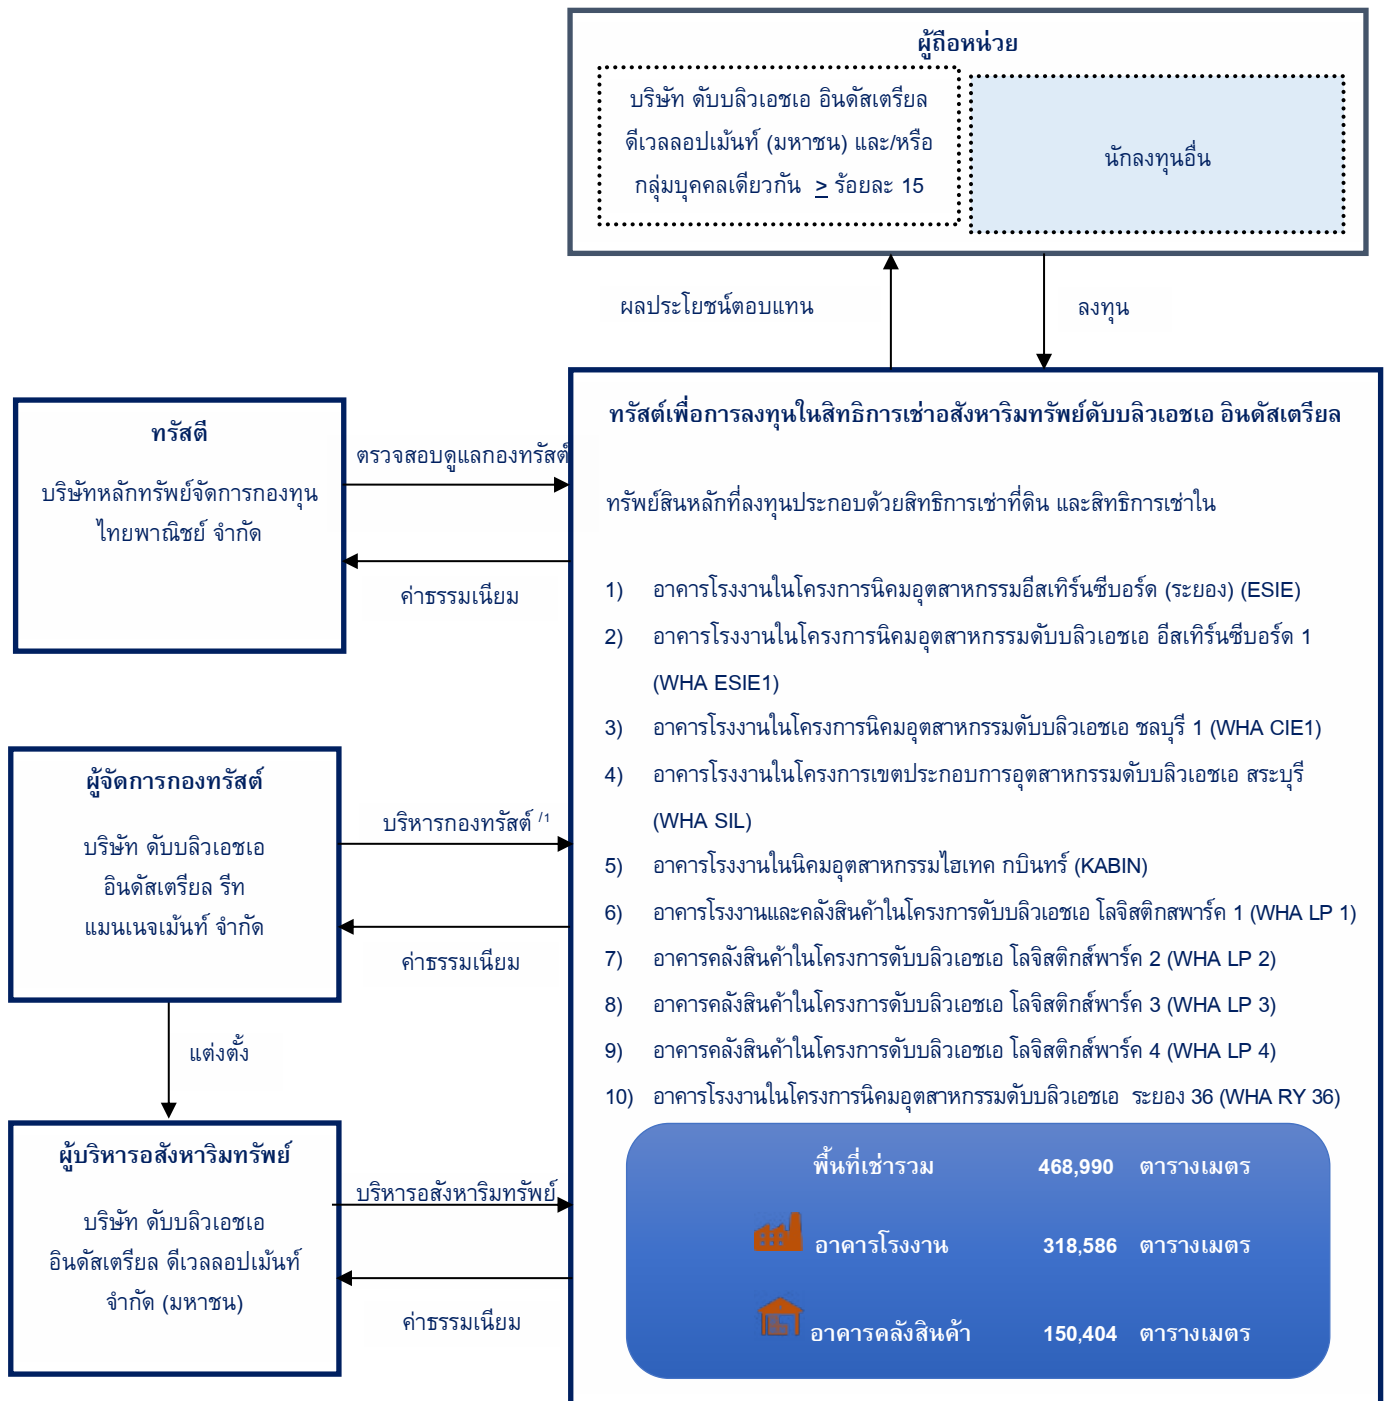 ผู้ถือหน่วย
บริษัท ดับบลิวเอชเอ อินดัสเตรียล
ดีเวลลอปเม้นท์ (มหาชน) และ/หรือ
กลุ่มบุคคลเดียวกัน > ร้อยละ 15
นักลงทุนอื่น
ผลประโยชน์ตอบแทน
ลงทุน
ทรัสตี
บริษัทหลักทรัพย์จัดการกองทุน
ไทยพาณิชย์ จำกัด
ตรวจสอบดูแลกองทรัสต์
ค่าธรรมเนียม
ผู้จัดการกองทรัสต์
บริษัท ดับบลิวเอชเอ
อินดัสเตรียล รีท
แมนเนจเม้นท์ จำกัด
บริหารกองทรัสต์ /1
ค่าธรรมเนียม
แต่งตั้ง
ผู้บริหารอสังหาริมทรัพย์
บริษัท ดับบลิวเอชเอ
อินดัสเตรียล ดีเวลลอปเม้นท์
จำกัด (มหาชน)
บริหารอสังหาริมทรัพย์
ค่าธรรมเนียม
ทรัสต์เพื่อการลงทุนในสิทธิการเช่าอสังหาริมทรัพย์ดับบลิวเอชเอ อินดัสเตรียล
ทรัพย์สินหลักที่ลงทุนประกอบด้วยสิทธิการเช่าที่ดิน และสิทธิการเช่าใน
1) อาคารโรงงานในโครงการนิคมอุตสาหกรรมอีสเทิร์นซีบอร์ด (ระยอง) (ESIE)
2) อาคารโรงงานในโครงการนิคมอุตสาหกรรมดับบลิวเอชเอ อีสเทิร์นซีบอร์ด 1
(WHA ESIE1)
3) อาคารโรงงานในโครงการนิคมอุตสาหกรรมดับบลิวเอชเอ ชลบุรี 1 (WHA CIE1)
4) อาคารโรงงานในโครงการเขตประกอบการอุตสาหกรรมดับบลิวเอชเอ สระบุรี
(WHA SIL)
5) อาคารโรงงานในนิคมอุตสาหกรรมไฮเทค กบินทร์ (KABIN)
6) อาคารโรงงานและคลังสินค้าในโครงการดับบลิวเอชเอ โลจิสติกสพาร์ค 1 (WHA LP 1)
7) อาคารคลังสินค้าในโครงการดับบลิวเอชเอ โลจิสติกส์พาร์ค 2 (WHA LP 2)
8) อาคารคลังสินค้าในโครงการดับบลิวเอชเอ โลจิสติกส์พาร์ค 3 (WHA LP 3)
9) อาคารคลังสินค้าในโครงการดับบลิวเอชเอ โลจิสติกส์พาร์ค 4 (WHA LP 4)
10) อาคารโรงงานในโครงการนิคมอุตสาหกรรมดับบลิวเอชเอ ระยอง 36 (WHA RY 36)
พื้นที่เช่ารวม 468,990 ตารางเมตร
อาคารโรงงาน 318,586 ตารางเมตร
อาคารคลังสินค้า 150,404 ตารางเมตร